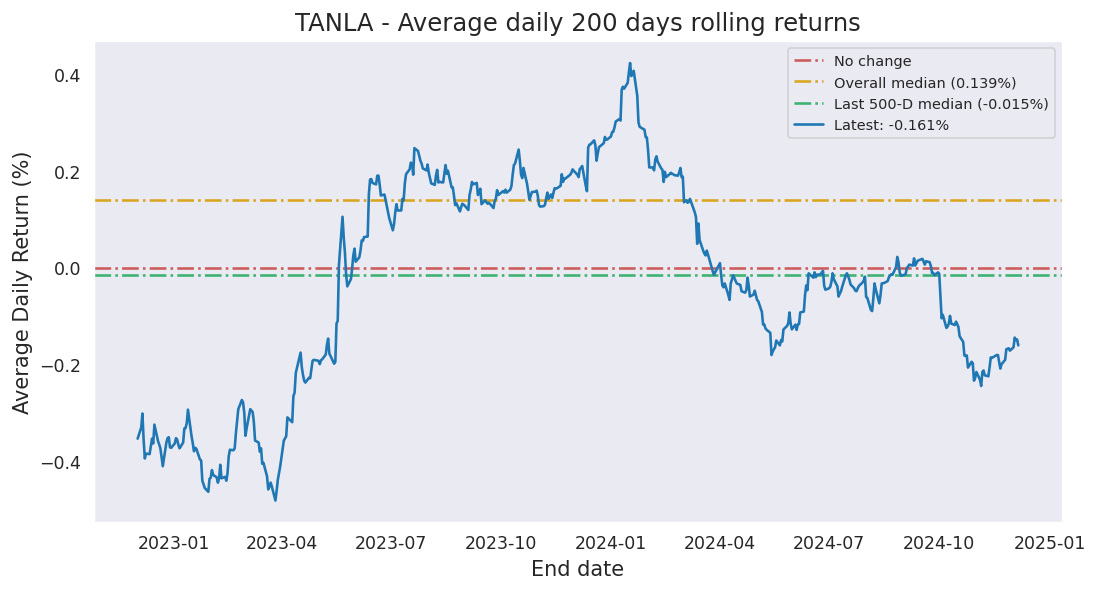 TANLA - Average daily 200 days rolling returns
No change
Overall median (0.139%)
Last 500-D median (-0.015%)
Latest: -0.161%
Average Daily Return (%)
0.4
0.2
0.0
−0.2
−0.4
2023-01 2023-04 2023-07 2023-10 2024-01 2024-04 2024-07 2024-10 2025-01
End date